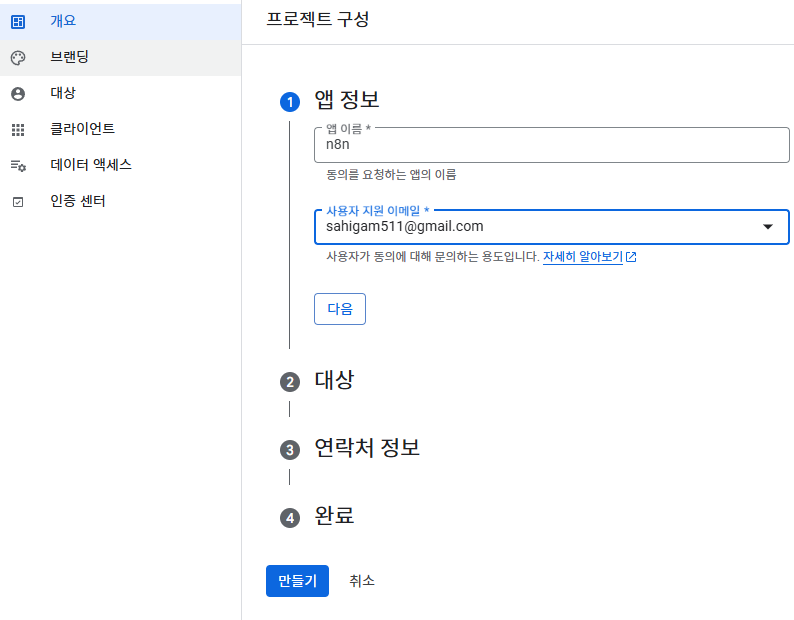 개요
브랜딩
대상
클라이언트
데이터 액세스
인증 센터
프로젝트 구성
1 앱 정보
앱 이름 *
n8n
동의를 요청하는 앱의 이름
사용자 지원 이메일 *
sahigam511@gmail.com
사용자가 동의에 대해 문의하는 용도입니다. 자세히 알아보기
다음
2 대상
3 연락처 정보
4 완료
만들기 취소